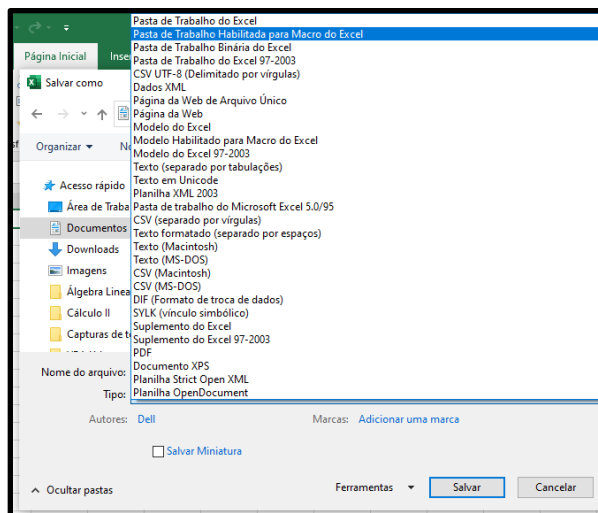 Pasta de Trabalho do Excel
Pasta de Trabalho Habilitada para Macro do Excel
Pasta de Trabalho Binária do Excel
Pasta de Trabalho do Excel 97-2003
CSV UTF-8 (Delimitado por vírgulas)
Dados XML
Página da Web de Arquivo Único
Página da Web
Modelo do Excel
Modelo Habilitado para Macro do Excel
Modelo do Excel 97-2003
Texto (separado por tabulações)
Texto em Unicode
Planilha XML 2003
Pasta de trabalho do Microsoft Excel 5.0/95
CSV (separado por vírgulas)
Texto formatado (separado por espaços)
Texto (Macintosh)
Texto (MS-DOS)
CSV (Macintosh)
CSV (MS-DOS)
DIF (Formato de troca de dados)
SYLK (vínculo simbólico)
Suplemento do Excel
Suplemento do Excel 97-2003
PDF
Documento XPS
Planilha Strict Open XML
Planilha OpenDocument
Página Inicial Inser
Salvar como
Organizar No
Acesso rápido
Área de Traba
Documentos
Downloads
Imagens
Álgebra Linea
Cálculo II
Capturas de t
Nome do arquivo:
Tipo:
Autores: Dell Marcas: Adicionar uma marca
Salvar Miniatura
Ocultar pastas Ferramentas Salvar Cancelar